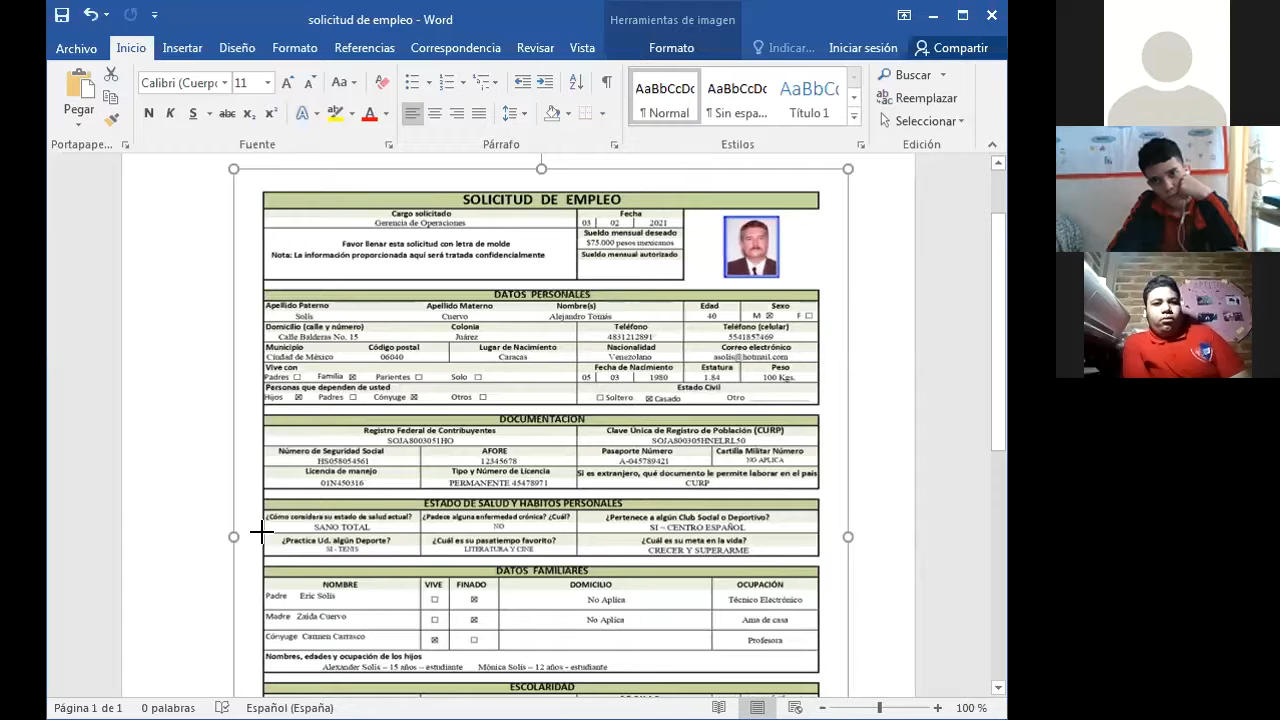 solicitud de empleo - Word
Herramientas de imagen
Archivo Inicio Insertar Diseño Formato Referencias Correspondencia Revisar Vista Formato Indicar... Iniciar sesión Compartir
Calibri (Cuerpo 11
Pegar
N K S abc x₂ x²
AaBbCcDc AaBbCcDc AaBbCc
¶ Normal ¶ Sin espa... Título 1
Buscar
Reemplazar
Seleccionar
Portapape... Fuente Párrafo Estilos Edición
SOLICITUD DE EMPLEO
Cargo solicitado Fecha
Gerencia de Operaciones 03 02 2021
Sueldo mensual deseado
Favor llenar esta solicitud con letra de molde $75.000 pesos mexicanos
Nota: La información proporcionada aquí será tratada confidencialmente Sueldo mensual autorizado
DATOS PERSONALES
Apellido Paterno Apellido Materno Nombre(s) Edad Sexo
Solís Cuervo Alejandro Tomás 40 M ☒ F ☐
Domicilio (calle y número) Colonia Teléfono Teléfono (celular)
Calle Balderas No. 15 Juárez 4831212891 5541857469
Municipio Código postal Lugar de Nacimiento Nacionalidad Correo electrónico
Ciudad de México 06040 Caracas Venezolano asolis@hotmail.com
Vive con Fecha de Nacimiento Estatura Peso
Padres ☐ Familia ☒ Parientes ☐ Solo ☐ 05 03 1980 1.84 100 Kgs.
Personas que dependen de usted Estado Civil
Hijos ☒ Padres ☐ Cónyuge ☒ Otros ☐ ☐ Soltero ☒ Casado Otro ____________
DOCUMENTACION
Registro Federal de Contribuyentes Clave Única de Registro de Población (CURP)
SOJA8003051HO SOJA800305HNELRL50
Número de Seguridad Social AFORE Pasaporte Número Cartilla Militar Número
HS058054561 12345678 A-045789421 NO APLICA
Licencia de manejo Tipo y Número de Licencia Si es extranjero, qué documento le permite laborar en el país
01N450316 PERMANENTE 45478971 CURP
ESTADO DE SALUD Y HABITOS PERSONALES
¿Cómo considera su estado de salud actual? ¿Padece alguna enfermedad crónica? ¿Cuál? ¿Pertenece a algún Club Social o Deportivo?
SANO TOTAL NO SI – CENTRO ESPAÑOL
¿Practica Ud. algún Deporte? ¿Cuál es su pasatiempo favorito? ¿Cuál es su meta en la vida?
SI - TENIS LITERATURA Y CINE CRECER Y SUPERARME
DATOS FAMILIARES
NOMBRE VIVE FINADO DOMICILIO OCUPACIÓN
Padre Eric Solís ☐ ☒ No Aplica Técnico Electrónico
Madre Zaida Cuervo ☐ ☒ No Aplica Ama de casa
Cónyuge Carmen Carrasco ☒ ☐ Profesora
Nombres, edades y ocupación de los hijos
Alexander Solís – 15 años – estudiante Mónica Solís – 12 años - estudiante
ESCOLARIDAD
Página 1 de 1 0 palabras Español (España) 100 %